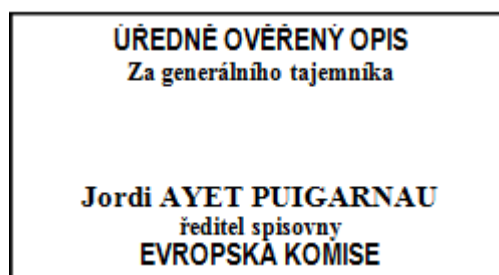 ÚŘEDNĚ OVĚŘENÝ OPIS
Za generálního tajemníka
Jordi AYET PUIGARNAU
ředitel spisovny
EVROPSKÁ KOMISE